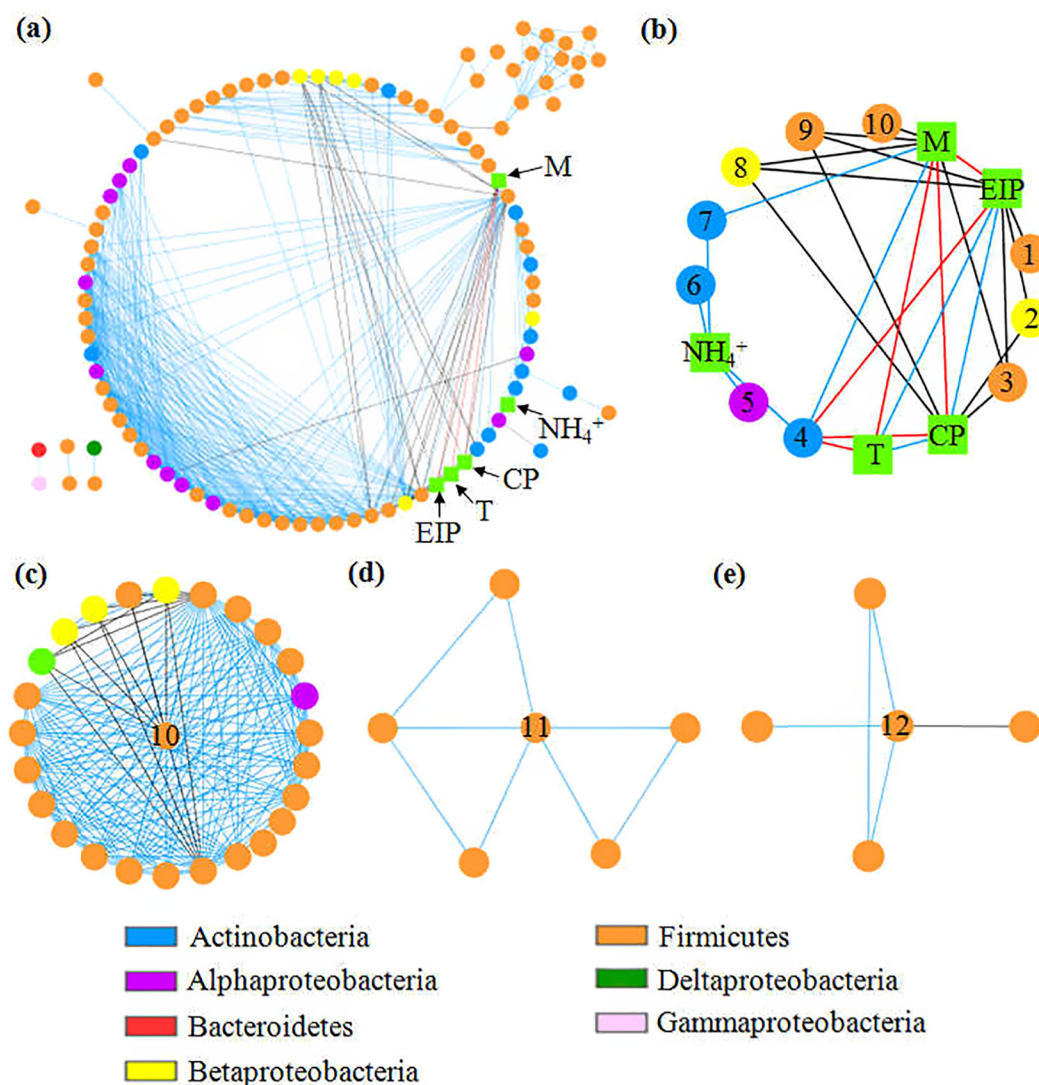 (a)
M
NH₄⁺
CP
T
EIP
(b)
10
9
M
8
EIP
7
1
6
2
NH₄⁺
3
5
4
CP
T
(c)
10
(d)
11
(e)
12
Actinobacteria
Alphaproteobacteria
Bacteroidetes
Betaproteobacteria
Firmicutes
Deltaproteobacteria
Gammaproteobacteria